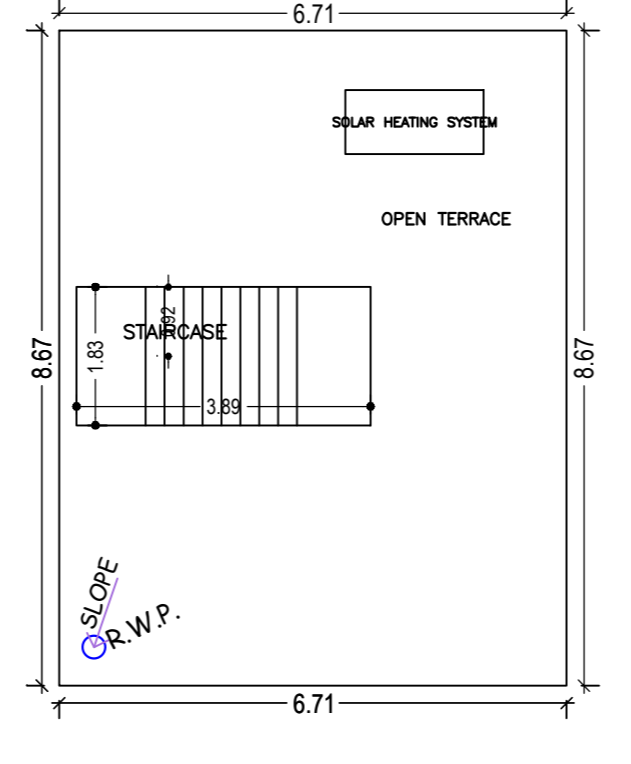 6.71
SOLAR HEATING SYSTEM
OPEN TERRACE
STAIRCASE
8.67
1.83
8.67
3.89
SLOPE
R.W.P.
6.71